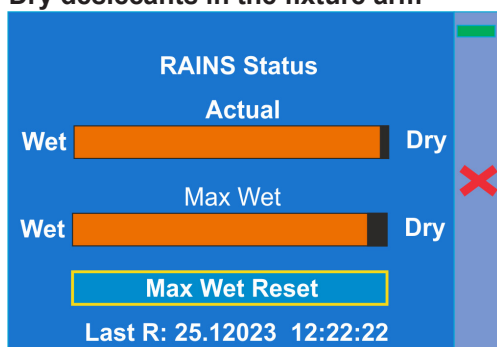 Dry desiccants in the fixture arm
RAINS Status
Actual
Wet Dry
Max Wet
Wet Dry
Max Wet Reset
Last R: 25.12023 12:22:22